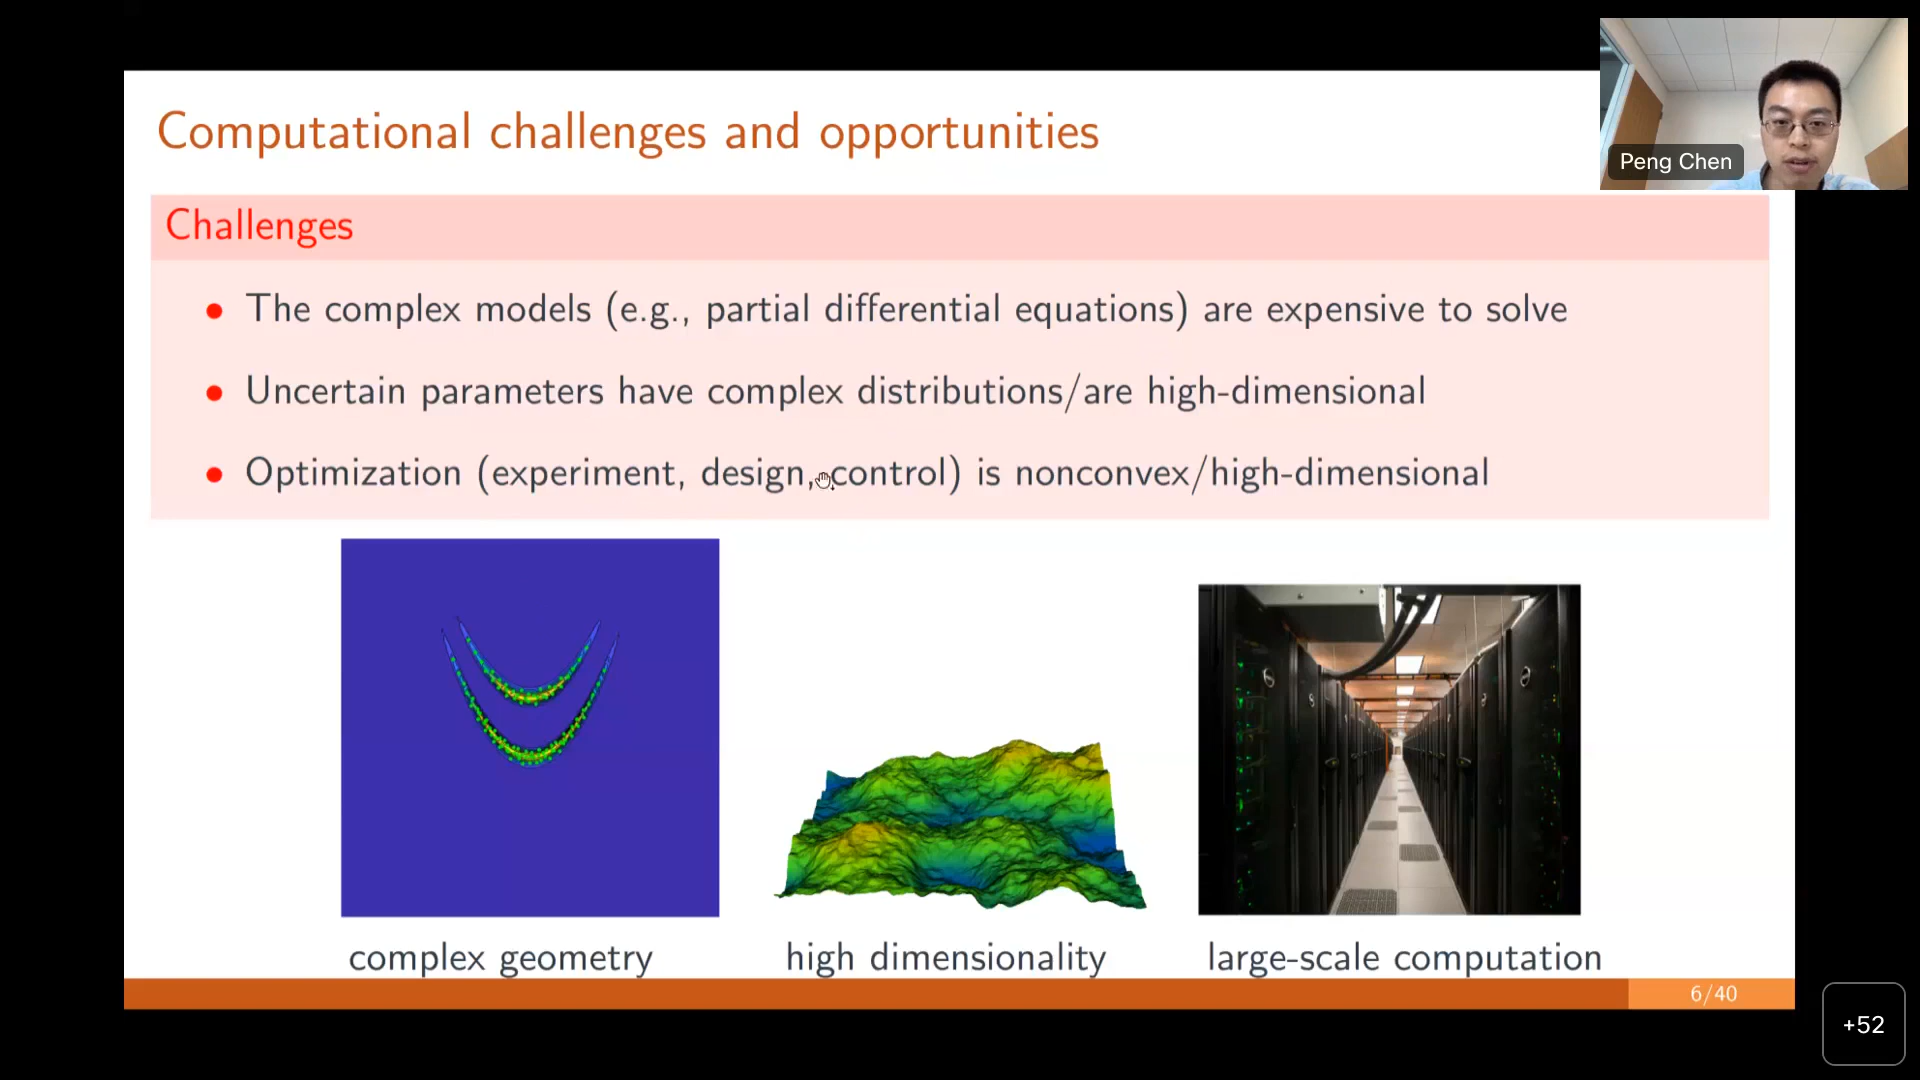 Computational challenges and opportunities
Peng Chen
Challenges
• The complex models (e.g., partial differential equations) are expensive to solve
• Uncertain parameters have complex distributions/are high-dimensional
• Optimization (experiment, design, control) is nonconvex/high-dimensional
complex geometry
high dimensionality
large-scale computation
6/40
+52